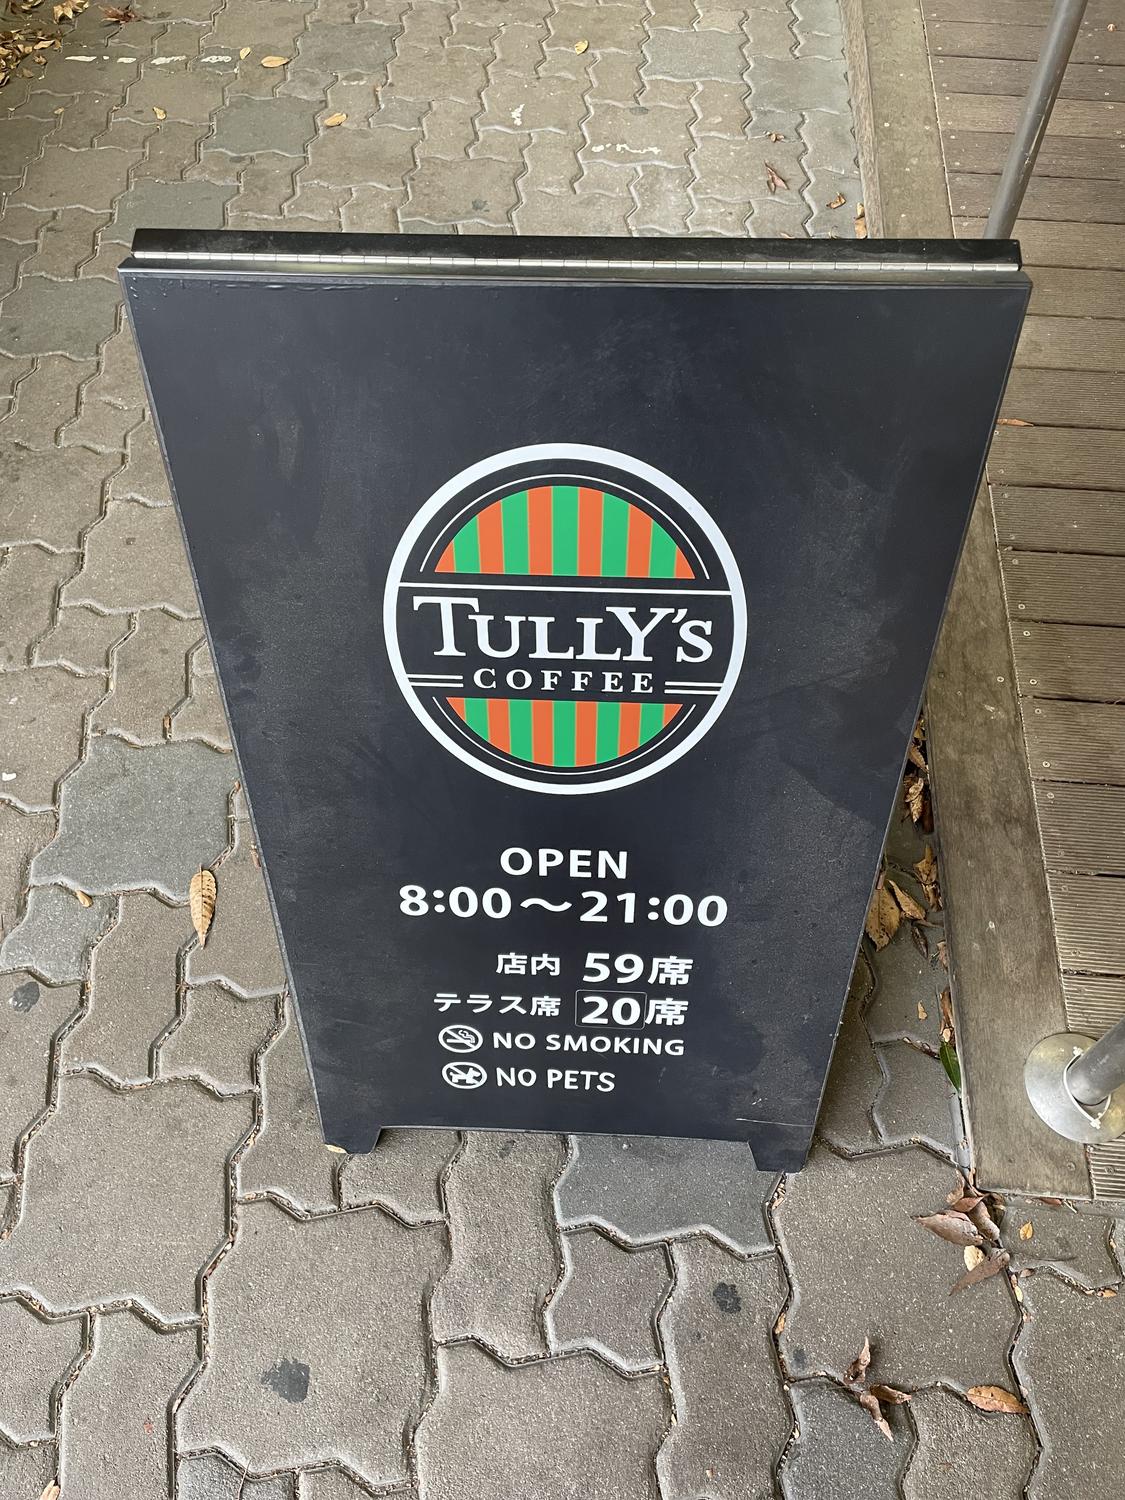 TULLY'S
COFFEE
OPEN
8:00～21:00
店内 59席
テラス席 20席
NO SMOKING
NO PETS